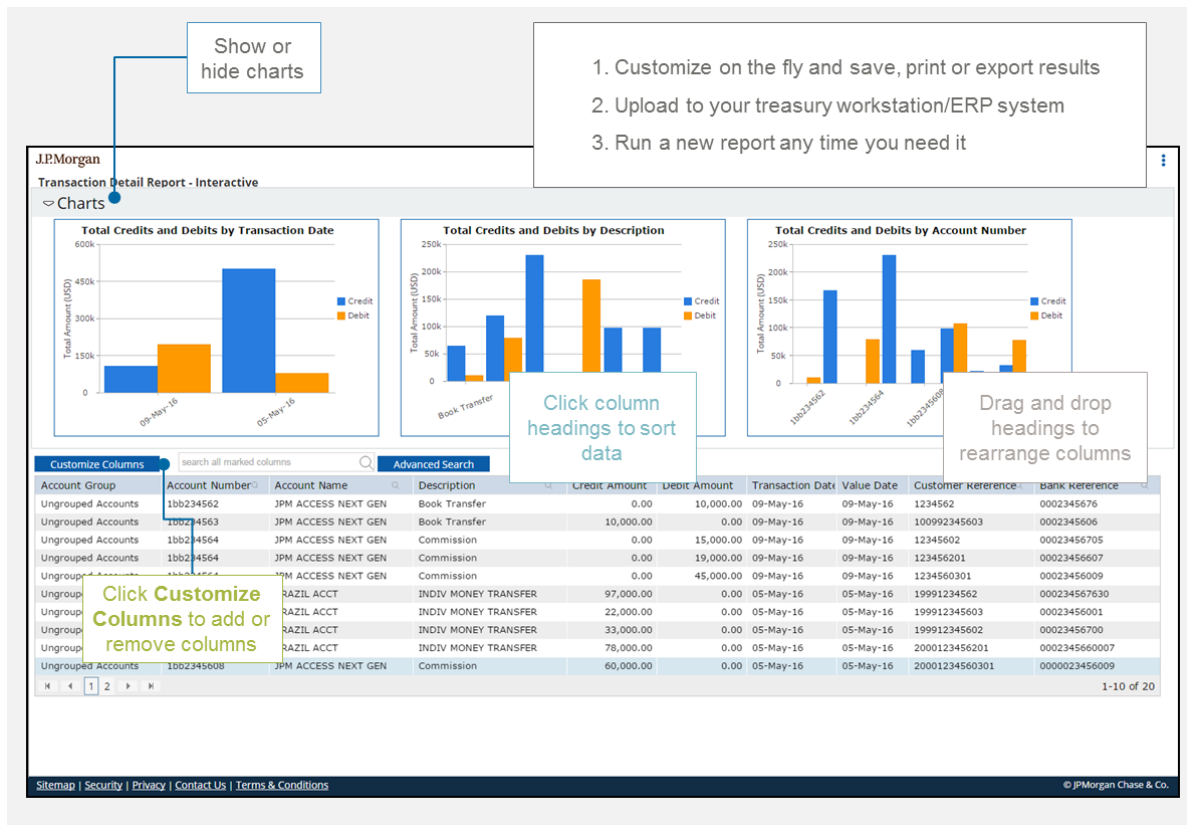 Show or
hide charts
1. Customize on the fly and save, print or export results
2. Upload to your treasury workstation/ERP system
3. Run a new report any time you need it
J.P.Morgan
Transaction Detail Report - Interactive
Charts
Total Credits and Debits by Transaction Date
600k
450k
300k
150k
0
Total Amount (USD)
09-May-16
05-May-16
Credit
Debit
Total Credits and Debits by Description
250k
200k
150k
100k
50k
0
Total Amount (USD)
Book Transfer
Credit
Debit
Total Credits and Debits by Account Number
250k
200k
150k
100k
50k
0
Total Amount (USD)
1bb234562
1bb234564
1bb2345608
Credit
Debit
Click column
headings to sort
data
Drag and drop
headings to
rearrange columns
Customize Columns
search all marked columns
Advanced Search
Account Group Account Number Account Name Description Credit Amount Debit Amount Transaction Date Value Date Customer Reference Bank Reference
Ungrouped Accounts 1bb234562 JPM ACCESS NEXT GEN Book Transfer 0.00 10,000.00 09-May-16 09-May-16 1234562 0002345676
Ungrouped Accounts 1bb234563 JPM ACCESS NEXT GEN Book Transfer 10,000.00 0.00 09-May-16 09-May-16 100992345603 0002345606
Ungrouped Accounts 1bb234564 JPM ACCESS NEXT GEN Commission 0.00 15,000.00 09-May-16 09-May-16 12345602 00023456705
Ungrouped Accounts 1bb234564 JPM ACCESS NEXT GEN Commission 0.00 19,000.00 09-May-16 09-May-16 123456201 00023456607
Ungrouped Accounts 1bb234564 JPM ACCESS NEXT GEN Commission 0.00 45,000.00 09-May-16 09-May-16 1234560301 00023456009
ACCT INDIV MONEY TRANSFER 97,000.00 0.00 05-May-16 05-May-16 19991234562 000234567630
ACCT INDIV MONEY TRANSFER 22,000.00 0.00 05-May-16 05-May-16 199912345603 00023456001
ACCT INDIV MONEY TRANSFER 33,000.00 0.00 05-May-16 05-May-16 199912345602 00023456700
ACCT INDIV MONEY TRANSFER 78,000.00 0.00 05-May-16 05-May-16 2000123456201 0002345660007
Ungrouped Accounts 1bb2345608 JPM ACCESS NEXT GEN Commission 60,000.00 0.00 05-May-16 05-May-16 20001234560301 0000023456009
Click Customize
Columns to add or
remove columns
1 2
1-10 of 20
Sitemap | Security | Privacy | Contact Us | Terms & Conditions
© JPMorgan Chase & Co.